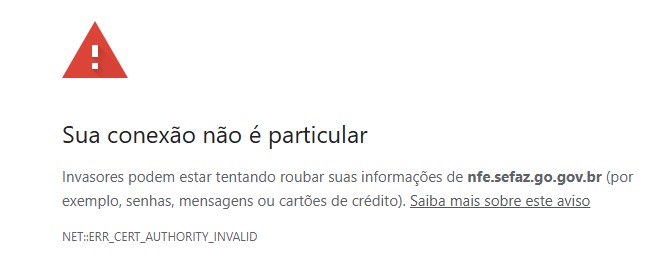 Sua conexão não é particular
Invasores podem estar tentando roubar suas informações de nfe.sefaz.go.gov.br (por
exemplo, senhas, mensagens ou cartões de crédito). Saiba mais sobre este aviso
NET::ERR_CERT_AUTHORITY_INVALID